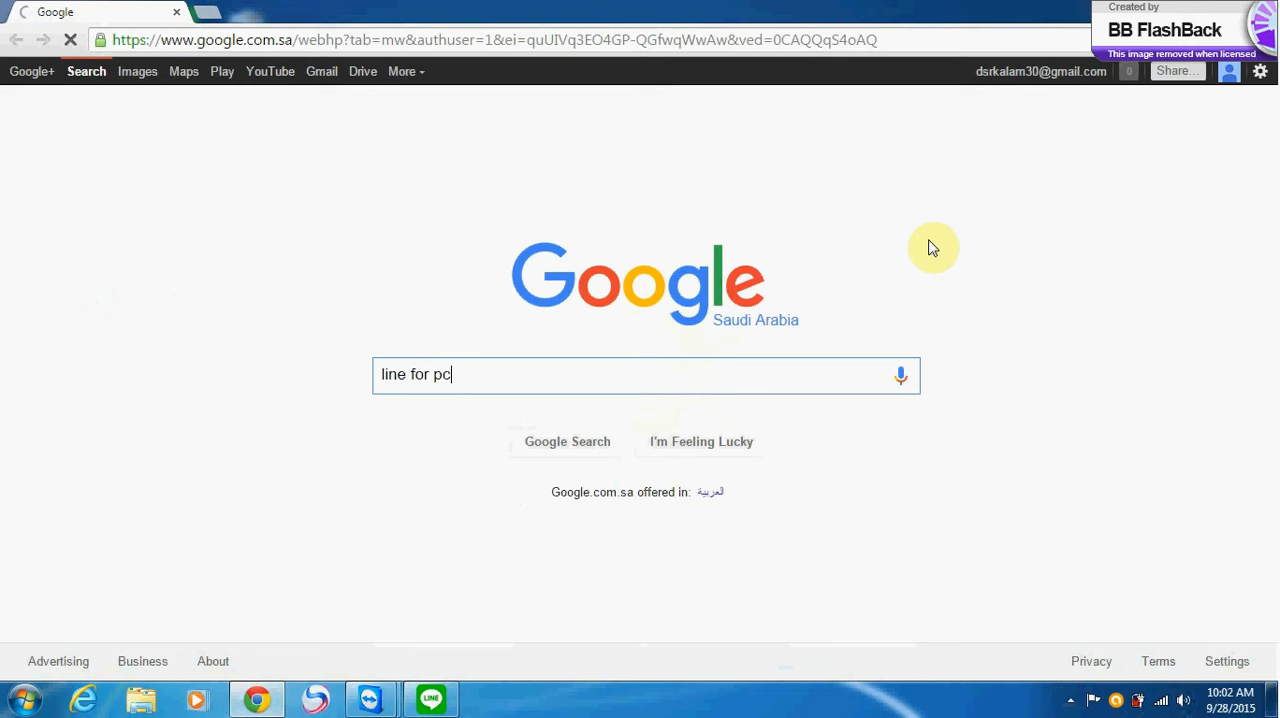 Google
Created by
BB FlashBack
This image removed when licensed
https://www.google.com.sa/webhp?tab=mw&authuser=1&ei=quUIVq3EO4GP-QGfwqWwAw&ved=0CAQQqS4oAQ
Google+ Search Images Maps Play YouTube Gmail Drive More
dsrkalam30@gmail.com 0 Share...
Google
Saudi Arabia
line for pc
Google Search I'm Feeling Lucky
Google.com.sa offered in: العربية
Advertising Business About Privacy Terms Settings
LINE
10:02 AM
9/28/2015